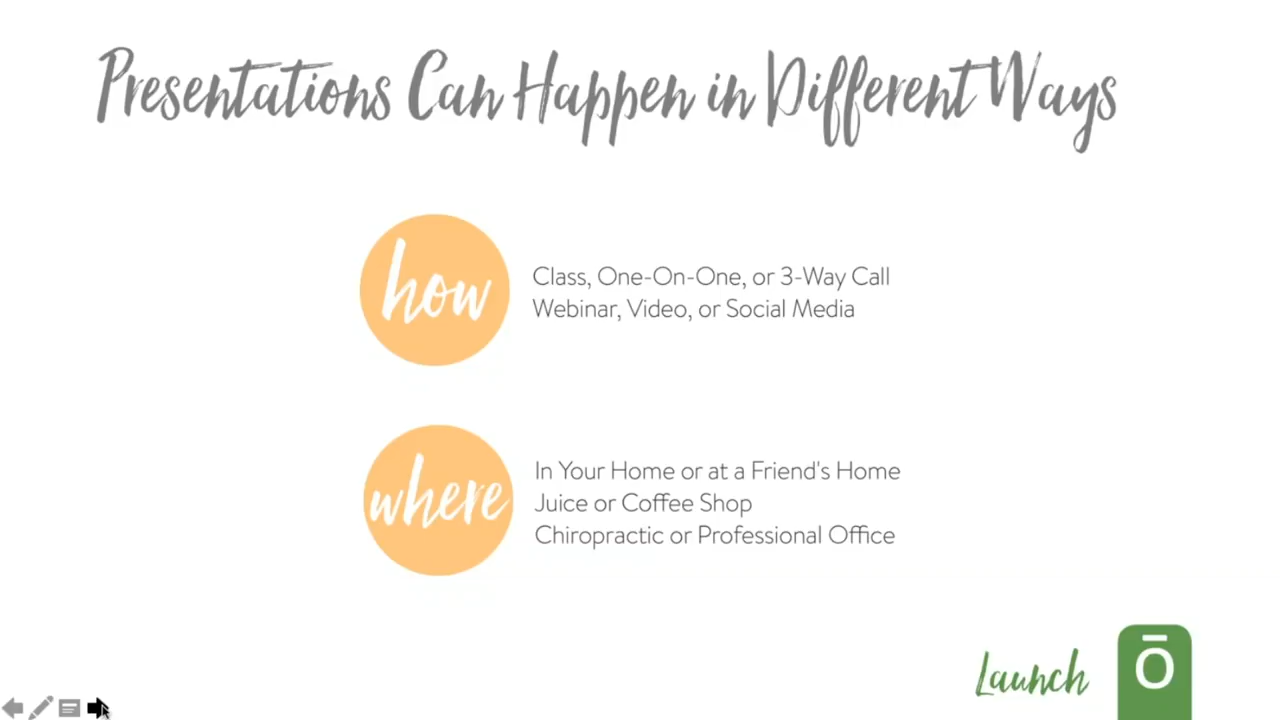 Presentations Can Happen in Different Ways
how
Class, One-On-One, or 3-Way Call
Webinar, Video, or Social Media
where
In Your Home or at a Friend's Home
Juice or Coffee Shop
Chiropractic or Professional Office
Launch
Ō